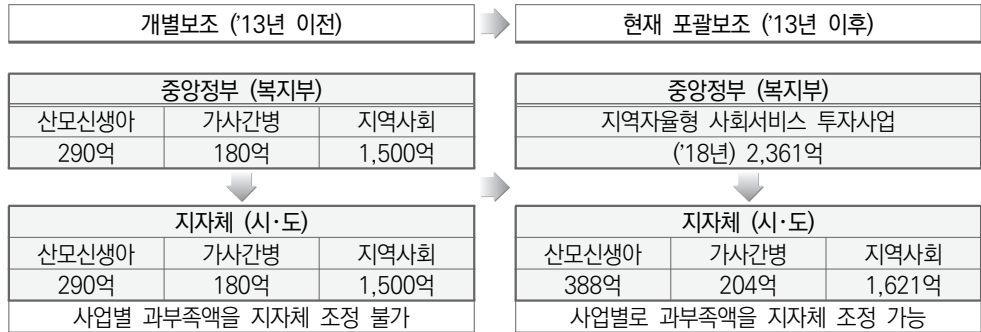 개별보조 ('13년 이전)
현재 포괄보조 ('13년 이후)
중앙정부 (복지부)
산모신생아 가사간병 지역사회
290억 180억 1,500억
중앙정부 (복지부)
지역자율형 사회서비스 투자사업
('18년) 2,361억
지자체 (시·도)
산모신생아 가사간병 지역사회
290억 180억 1,500억
사업별 과부족액을 지자체 조정 불가
지자체 (시·도)
산모신생아 가사간병 지역사회
388억 204억 1,621억
사업별로 과부족액을 지자체 조정 가능